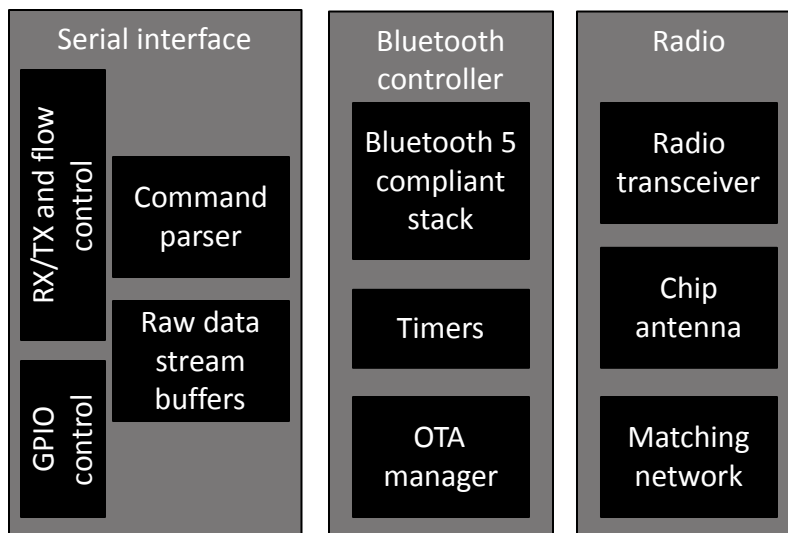 Serial interface
RX/TX and flow
control
GPIO
control
Command
parser
Raw data
stream
buffers
Bluetooth
controller
Bluetooth 5
compliant
stack
Timers
OTA
manager
Radio
Radio
transceiver
Chip
antenna
Matching
network